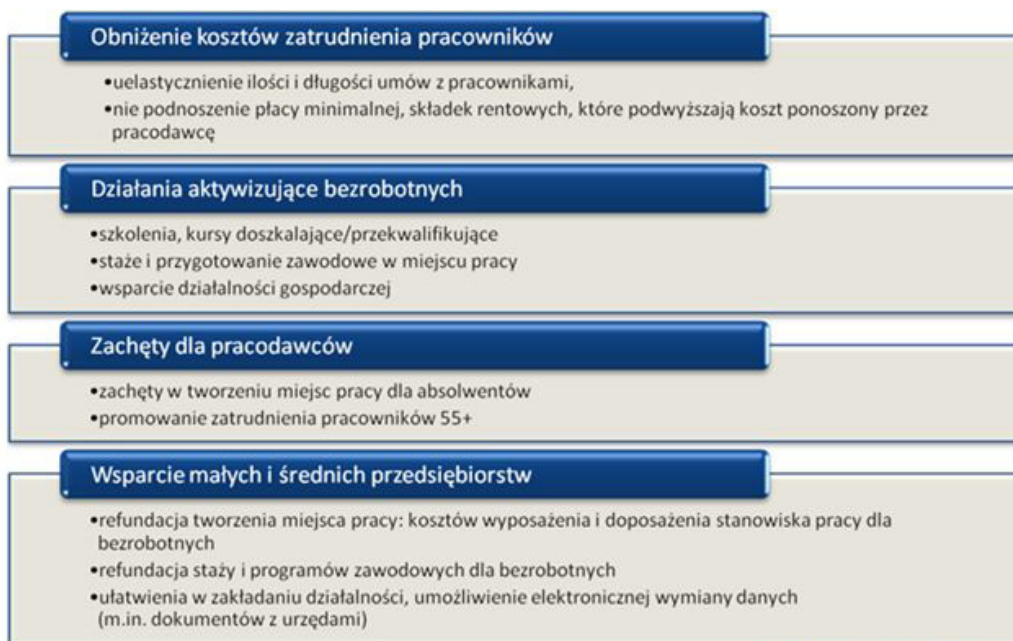 Obniżenie kosztów zatrudnienia pracowników
•uelastycznienie ilości i długości umów z pracownikami,
•nie podnoszenie płacy minimalnej, składek rentowych, które podwyższają koszt ponoszony przez
pracodawcę
Działania aktywizujące bezrobotnych
•szkolenia, kursy doszkalające/przekwalifikujące
•staże i przygotowanie zawodowe w miejscu pracy
•wsparcie działalności gospodarczej
Zachęty dla pracodawców
•zachęty w tworzeniu miejsc pracy dla absolwentów
•promowanie zatrudnienia pracowników 55+
Wsparcie małych i średnich przedsiębiorstw
•refundacja tworzenia miejsca pracy: kosztów wyposażenia i doposażenia stanowiska pracy dla
bezrobotnych
•refundacja staży i programów zawodowych dla bezrobotnych
•ułatwienia w zakładaniu działalności, umożliwienie elektronicznej wymiany danych
(m.in. dokumentów z urzędami)